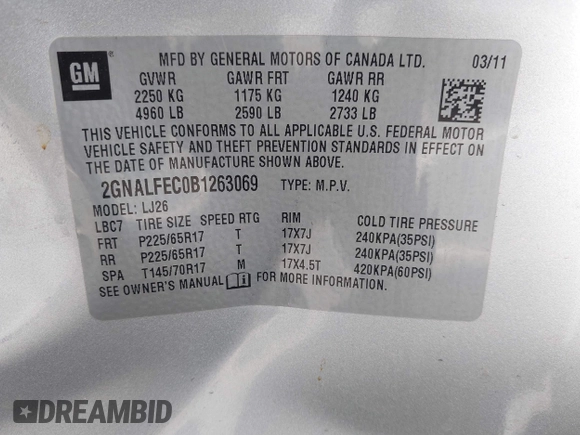 GM
MFD BY GENERAL MOTORS OF CANADA LTD. 03/11
GVWR GAWR FRT GAWR RR
2250 KG 1175 KG 1240 KG
4960 LB 2590 LB 2733 LB
THIS VEHICLE CONFORMS TO ALL APPLICABLE U.S. FEDERAL MOTOR
VEHICLE SAFETY AND THEFT PREVENTION STANDARDS IN EFFECT ON
THE DATE OF MANUFACTURE SHOWN ABOVE.
2GNALFEC0B1263069 TYPE: M.P.V.
MODEL: LJ26
LBC7 TIRE SIZE SPEED RTG RIM COLD TIRE PRESSURE
FRT P225/65R17 T 17X7J 240KPA(35PSI)
RR P225/65R17 T 17X7J 240KPA(35PSI)
SPA T145/70R17 M 17X4.5T 420KPA(60PSI)
SEE OWNER'S MANUAL FOR MORE INFORMATION.
DREAMBID